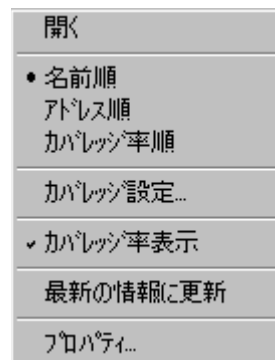 開く
名前順
アドレス順
カバレッジ率順
カバレッジ設定...
カバレッジ率表示
最新の情報に更新
プロパティ...